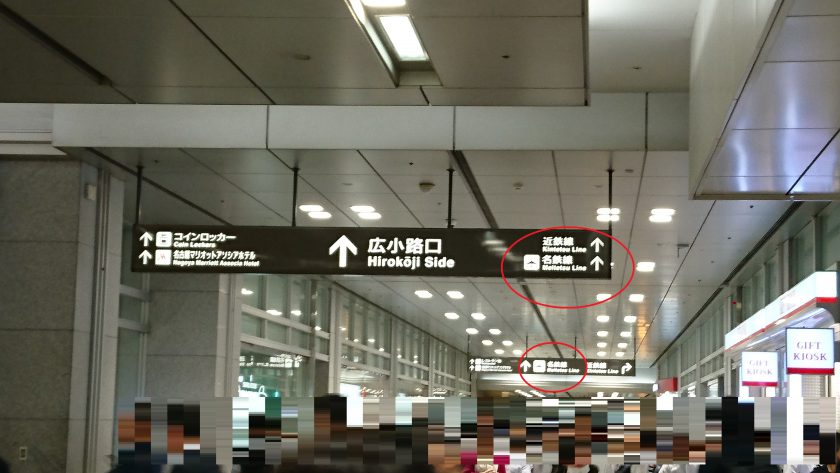 コインロッカー
Coin Lockers
名古屋マリオットアソシアホテル
Nagoya Marriott Associa Hotel
広小路口
Hirokōji Side
近鉄線
Kintetsu Line
名鉄線
Meitetsu Line
名鉄線
Meitetsu Line
近鉄線
Kintetsu Line
GIFT
KIOSK
GIFT
KIOSK